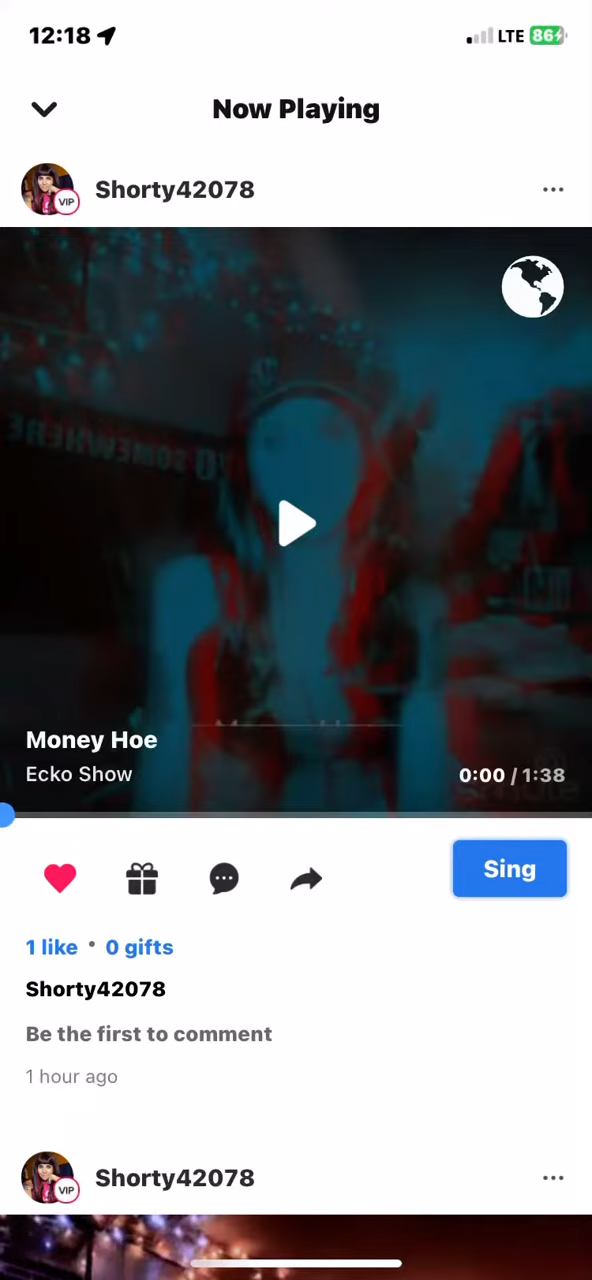 12:18
LTE 86
Now Playing
VIP
Shorty42078
SOMEWHERE
Money Hoe
Ecko Show
0:00 / 1:38
Sing
1 like • 0 gifts
Shorty42078
Be the first to comment
1 hour ago
VIP
Shorty42078